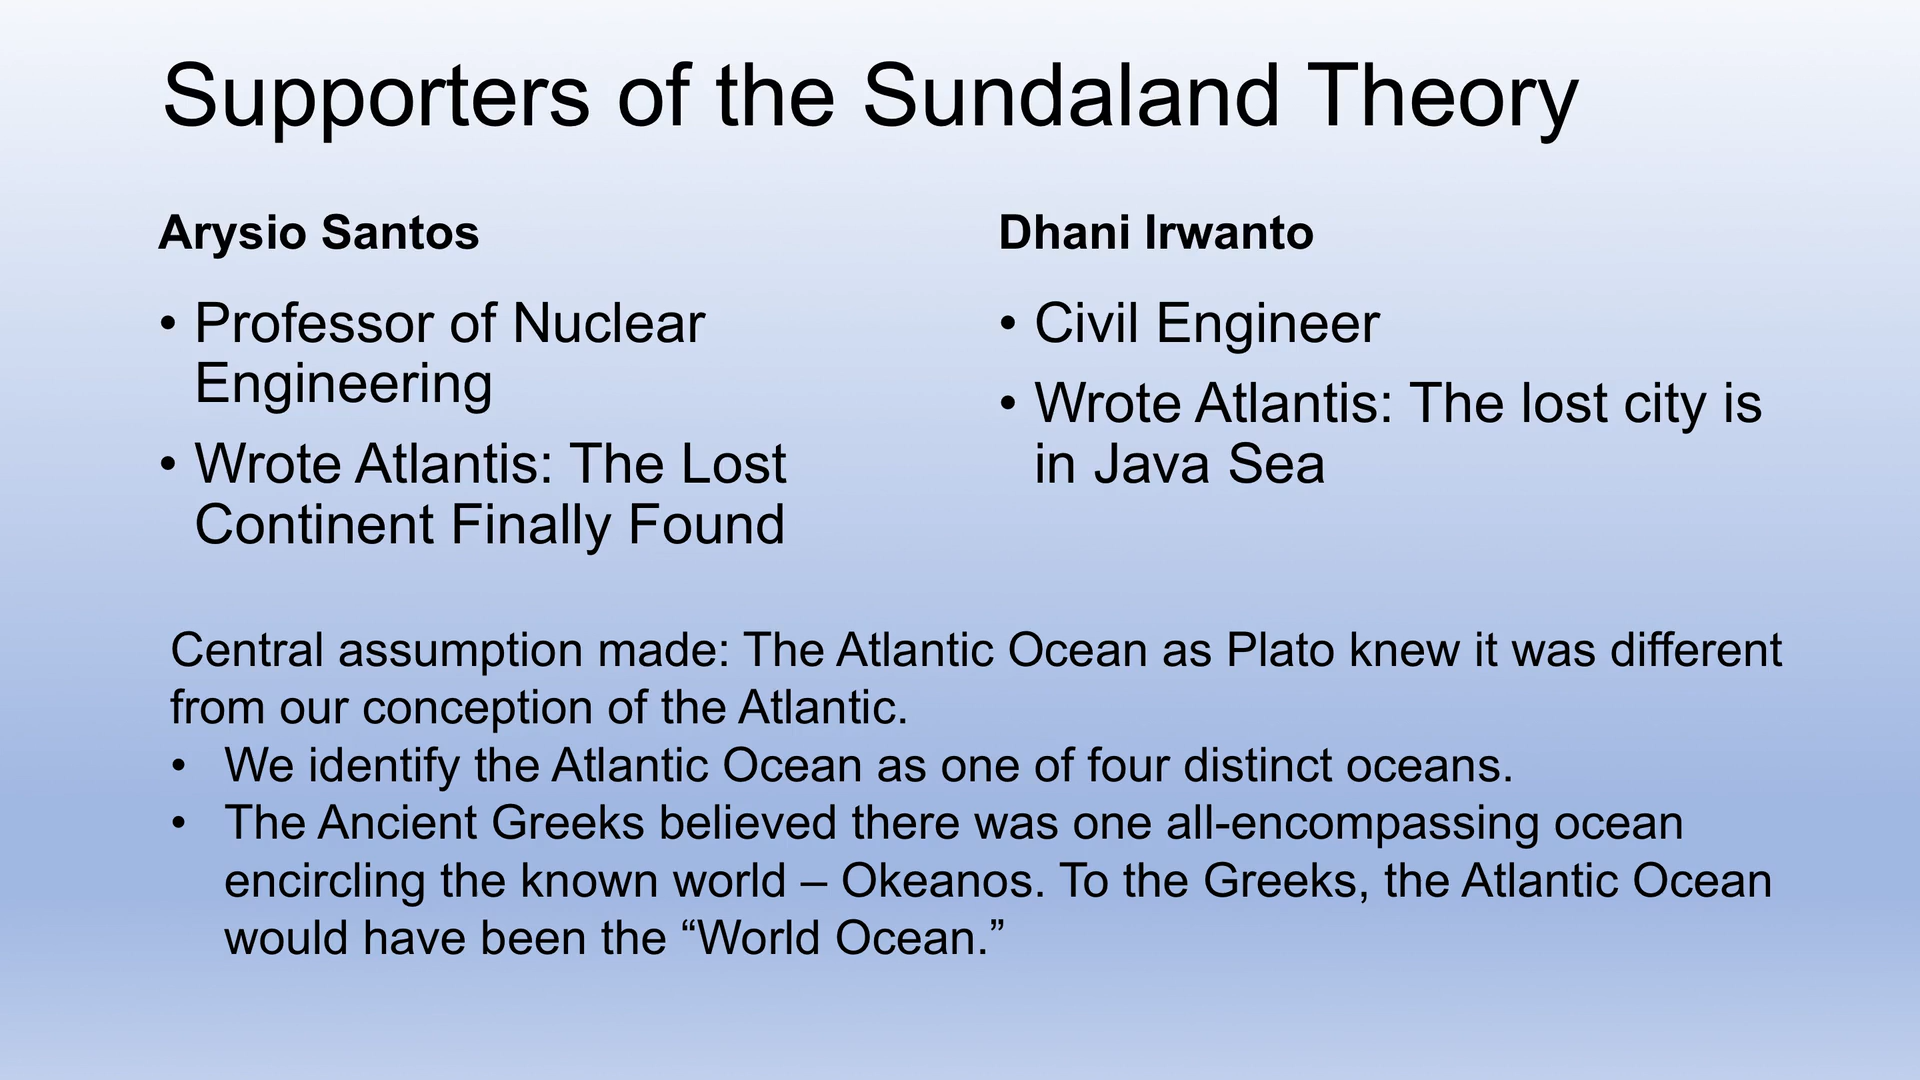 Supporters of the Sundaland Theory
Arysio Santos
• Professor of Nuclear
Engineering
• Wrote Atlantis: The Lost
Continent Finally Found
Dhani Irwanto
• Civil Engineer
• Wrote Atlantis: The lost city is
in Java Sea
Central assumption made: The Atlantic Ocean as Plato knew it was different
from our conception of the Atlantic.
• We identify the Atlantic Ocean as one of four distinct oceans.
• The Ancient Greeks believed there was one all-encompassing ocean
encircling the known world – Okeanos. To the Greeks, the Atlantic Ocean
would have been the “World Ocean.”